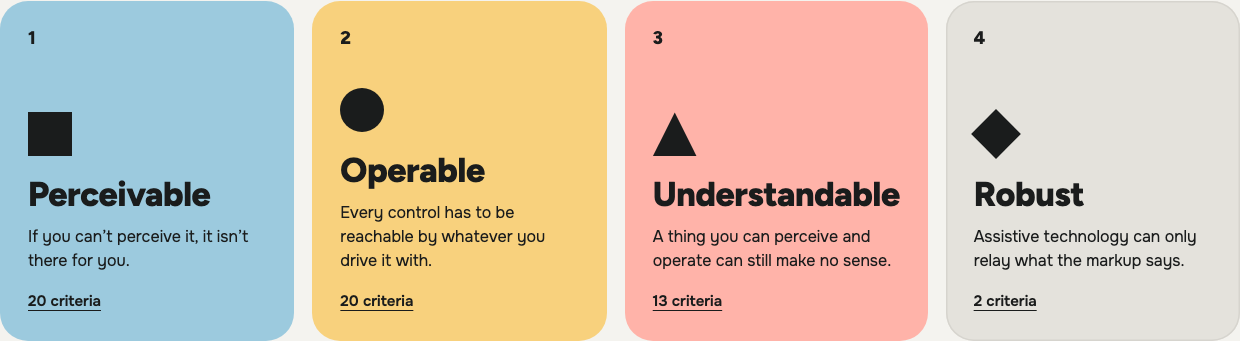 1
Perceivable
If you can’t perceive it, it isn’t
there for you.
20 criteria
2
Operable
Every control has to be
reachable by whatever you
drive it with.
20 criteria
3
Understandable
A thing you can perceive and
operate can still make no sense.
13 criteria
4
Robust
Assistive technology can only
relay what the markup says.
2 criteria